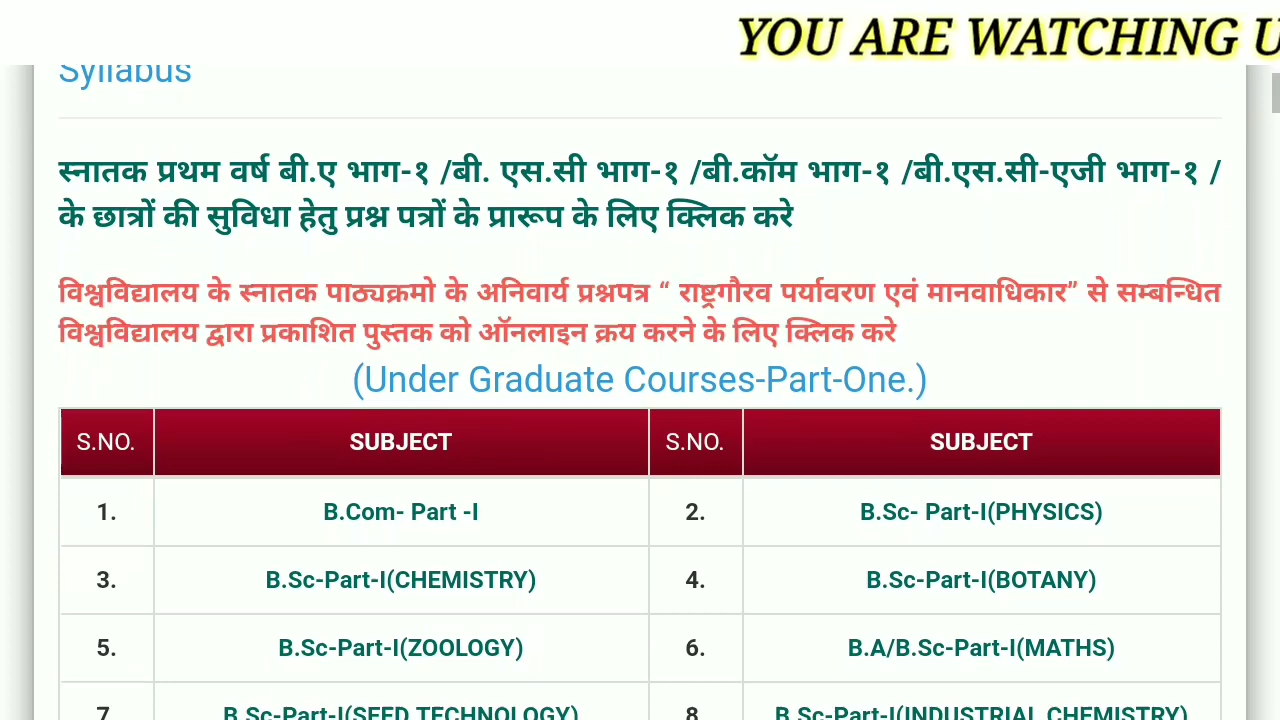 YOU ARE WATCHING
Syllabus
स्नातक प्रथम वर्ष बी.ए भाग-१ /बी. एस.सी भाग-१ /बी.कॉम भाग-१ /बी.एस.सी-एजी भाग-१ /
के छात्रों की सुविधा हेतु प्रश्न पत्रों के प्रारूप के लिए क्लिक करे
विश्वविद्यालय के स्नातक पाठ्यक्रमो के अनिवार्य प्रश्नपत्र “ राष्ट्रगौरव पर्यावरण एवं मानवाधिकार” से सम्बन्धित
विश्वविद्यालय द्वारा प्रकाशित पुस्तक को ऑनलाइन क्रय करने के लिए क्लिक करे
(Under Graduate Courses-Part-One.)
S.NO. SUBJECT S.NO. SUBJECT
1. B.Com- Part -I 2. B.Sc- Part-I(PHYSICS)
3. B.Sc-Part-I(CHEMISTRY) 4. B.Sc-Part-I(BOTANY)
5. B.Sc-Part-I(ZOOLOGY) 6. B.A/B.Sc-Part-I(MATHS)
7 B.Sc-Part-I(SEED TECHNOLOGY) 8 B.Sc-Part-I(INDUSTRIAL CHEMISTRY)